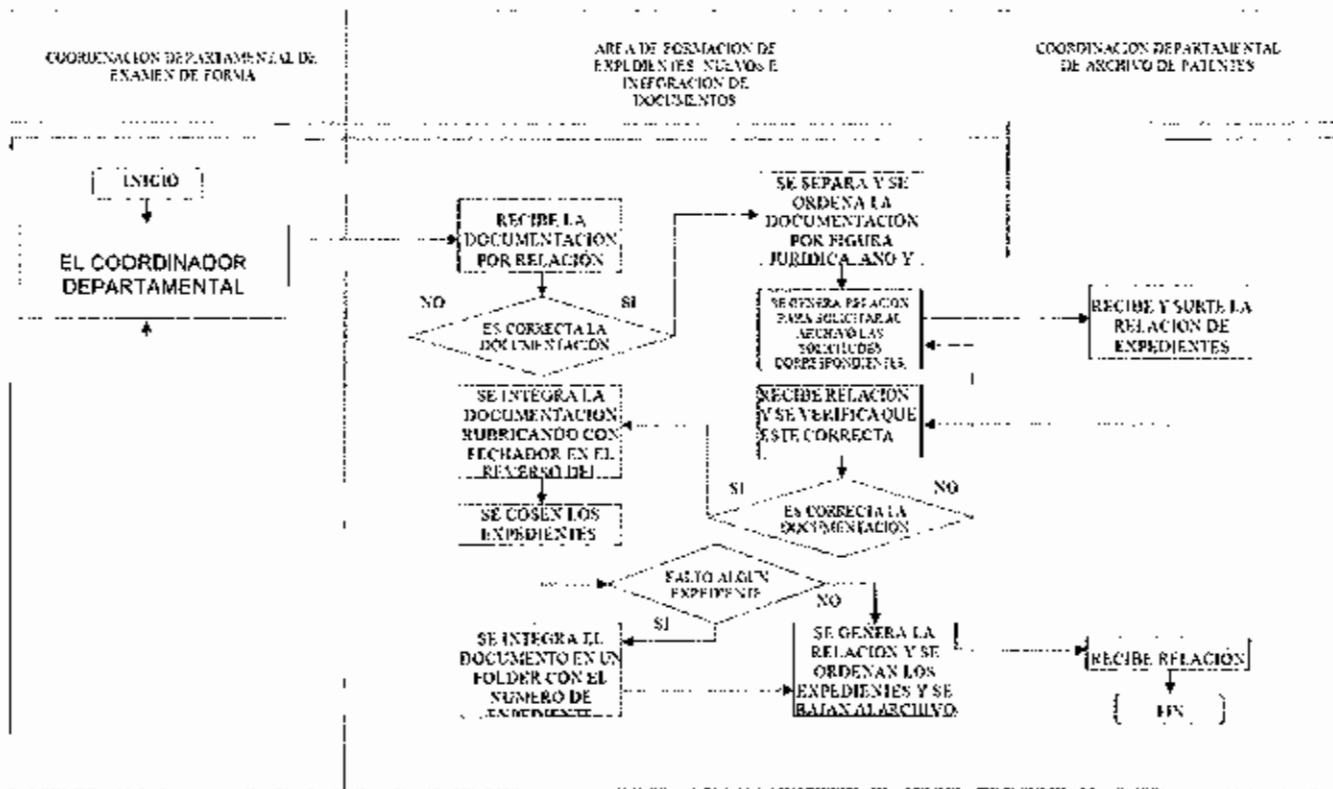 COORDINACION DEPARTAMENTAL DE
EXAMEN DE FORMA
AREA DE FORMACION DE
EXPEDIENTES NUEVOS E
INTEGRACION DE
DOCUMENTOS
COORDINACION DEPARTAMENTAL
DE ARCHIVO DE PATENTES
INICIO
EL COORDINADOR
DEPARTAMENTAL
RECIBE LA
DOCUMENTACION
POR RELACIÓN
NO
SI
ES CORRECTA LA
DOCUMENTACIÓN
SE SEPARA Y SE
ORDENA LA
DOCUMENTACIÓN
POR FIGURA
JURIDICA, ANO Y
SE GENERA RELACION
PARA SOLICITAR AL
ARCHIVO LAS
SOLICITUDES
CORRESPONDIENTES.
RECIBE Y SURTE LA
RELACION DE
EXPEDIENTES
RECIBE RELACION
Y SE VERIFICA QUE
ESTE CORRECTA
SE INTEGRA LA
DOCUMENTACION
RUBRICANDO CON
FECHADOR EN EL
REVERSO DEL
SI
NO
ES CORRECTA LA
DOCUMENTACION
SE COSEN LOS
EXPEDIENTES
FALTO ALGUN
EXPEDIENTE
NO
SI
SE INTEGRA EL
DOCUMENTO EN UN
FOLDER CON EL
NUMERO DE
EXPEDIENTE
SE GENERA LA
RELACION Y SE
ORDENAN LOS
EXPEDIENTES Y SE
BAJAN AL ARCHIVO
RECIBE RELACIÓN
FIN